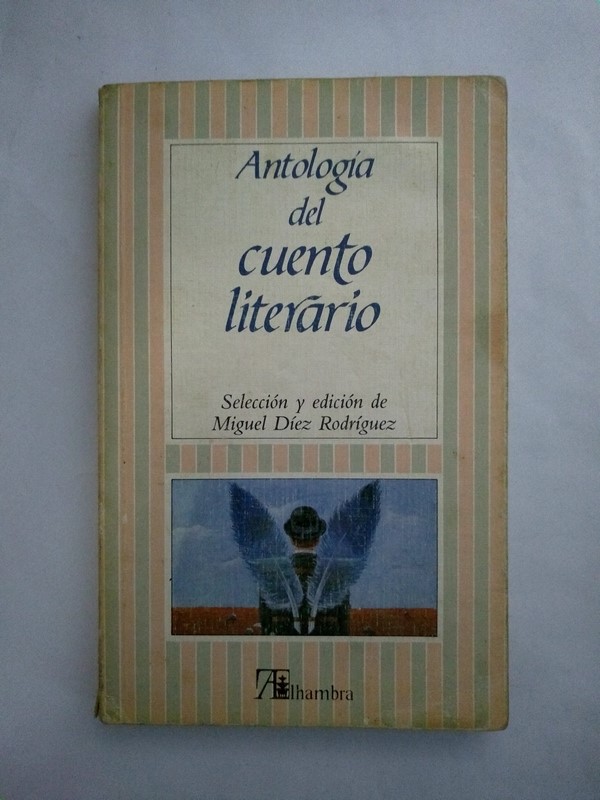 Antología
del
cuento
literario
Selección y edición de
Miguel Díez Rodríguez
Alhambra